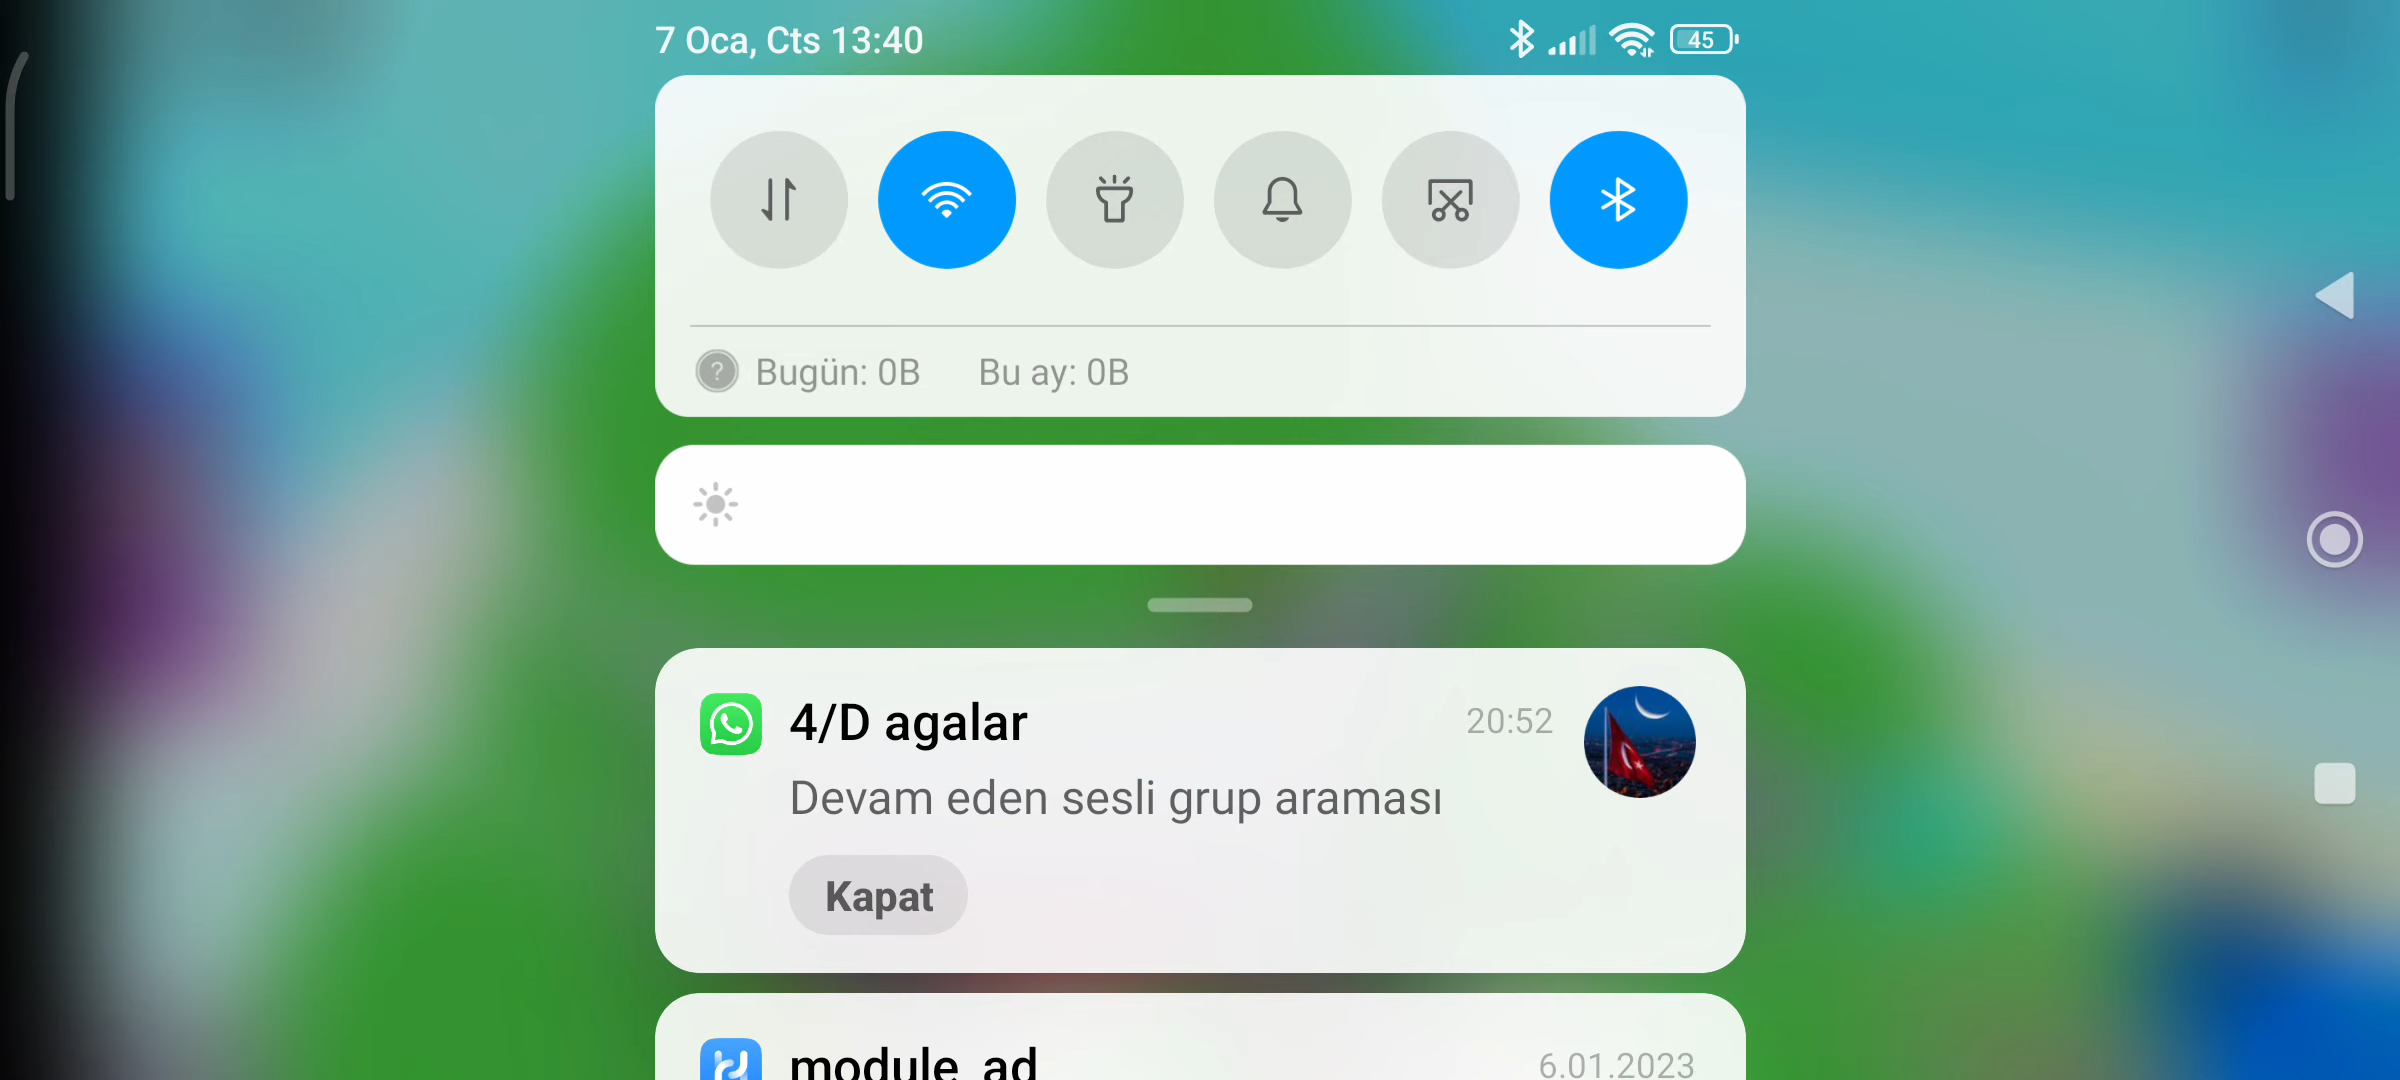 7 Oca, Cts 13:40
45
Bugün: 0B Bu ay: 0B
4/D agalar 20:52
Devam eden sesli grup araması
Kapat
module_ad 6.01.2023